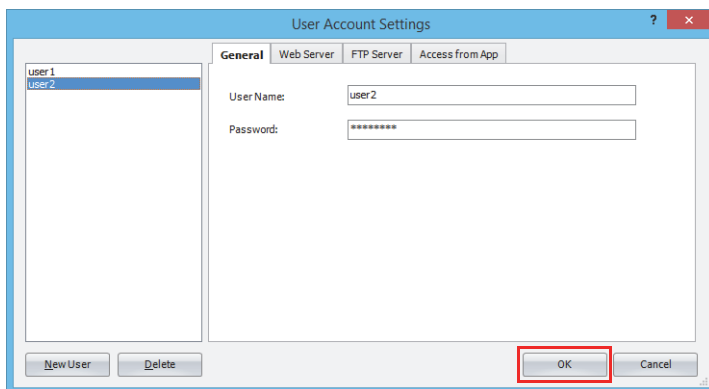 User Account Settings
? ×
General Web Server FTP Server Access from App
user1
user2
User Name: user2
Password: ********
New User Delete OK Cancel